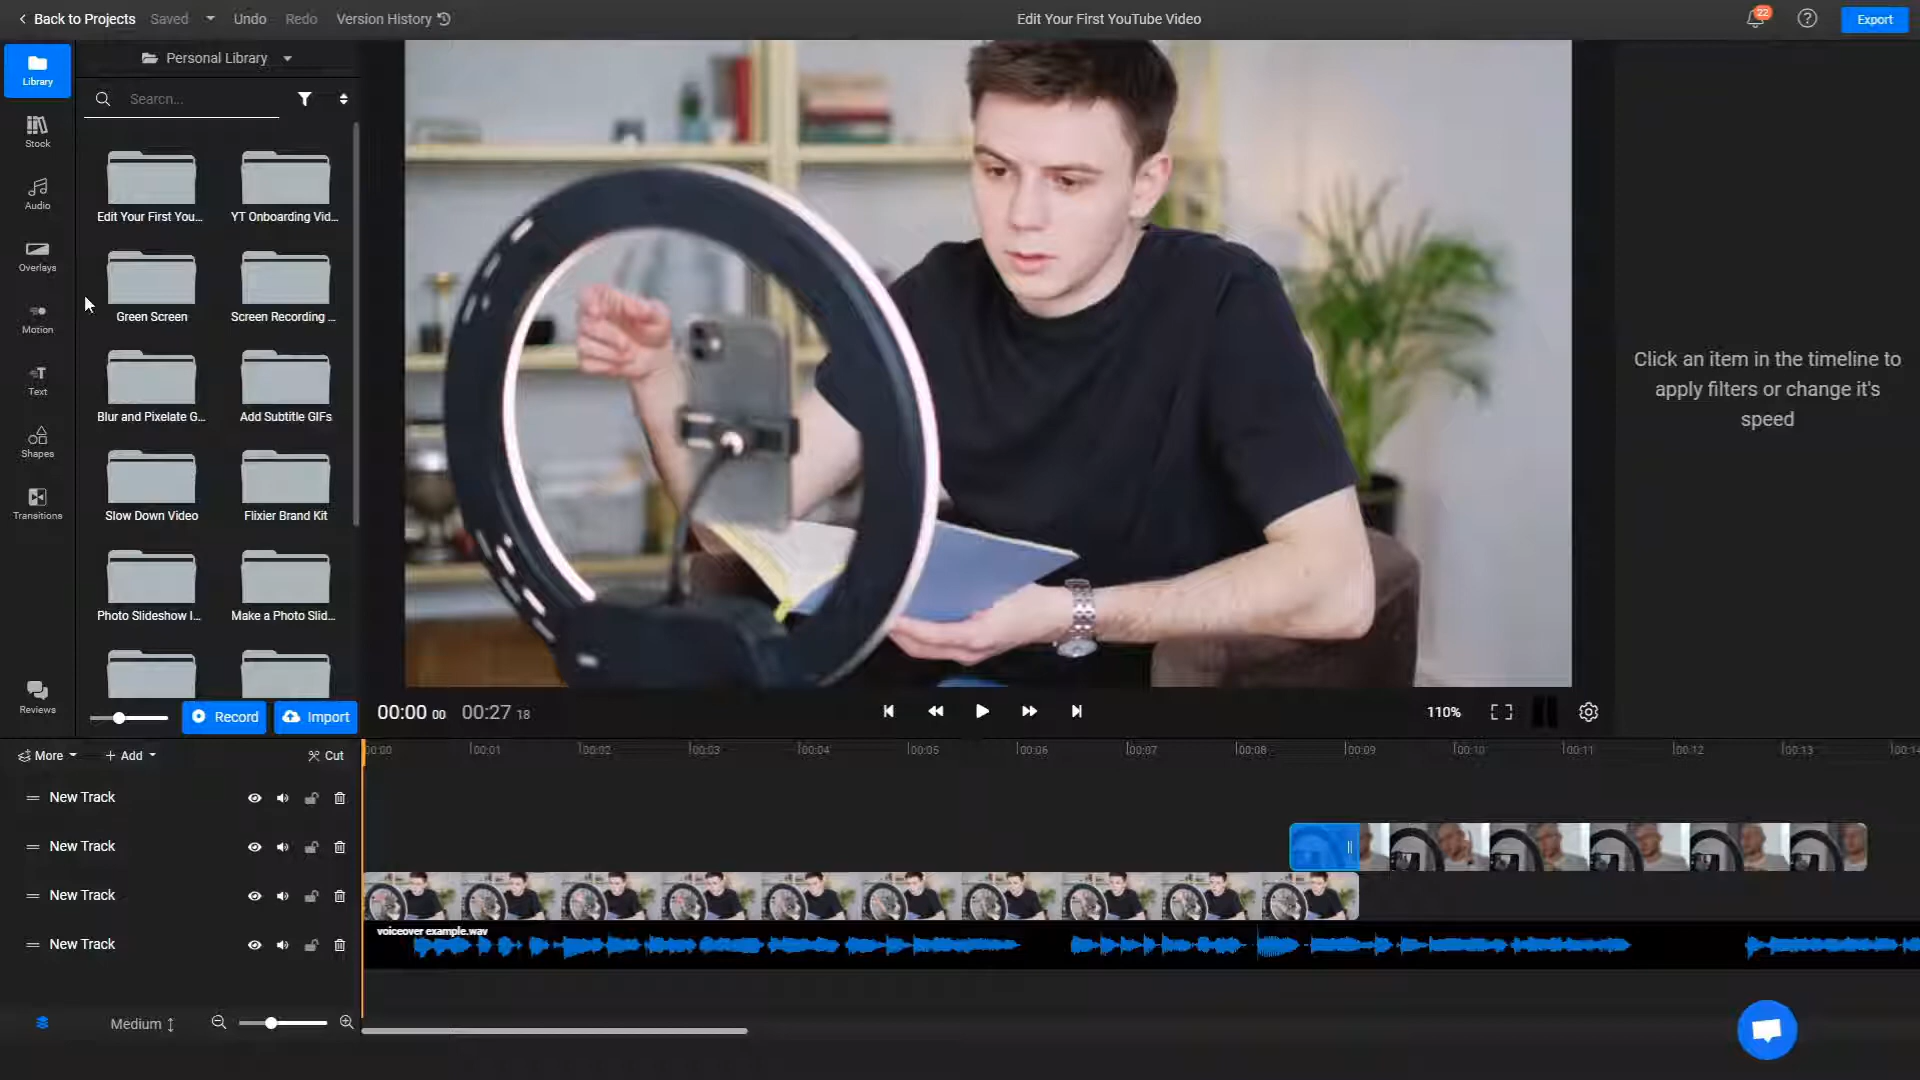 Back to Projects
Saved
Undo
Redo
Version History
Edit Your First YouTube Video
22
Export
Library
Personal Library
Search...
Stock
Audio
Overlays
Motion
Text
Shapes
Transitions
Reviews
Edit Your First You...
YT Onboarding Vid...
Green Screen
Screen Recording ...
Blur and Pixelate G...
Add Subtitle GIFs
Slow Down Video
Flixier Brand Kit
Photo Slideshow I...
Make a Photo Slid...
Record
Import
00:00 00
00:27 18
110%
Click an item in the timeline to
apply filters or change it's
speed
More
+ Add
Cut
00:00
00:01
00:02
00:03
00:04
00:05
00:06
00:07
00:08
00:09
00:10
00:11
00:12
00:13
00:14
New Track
New Track
New Track
New Track
voiceover example.wav
Medium